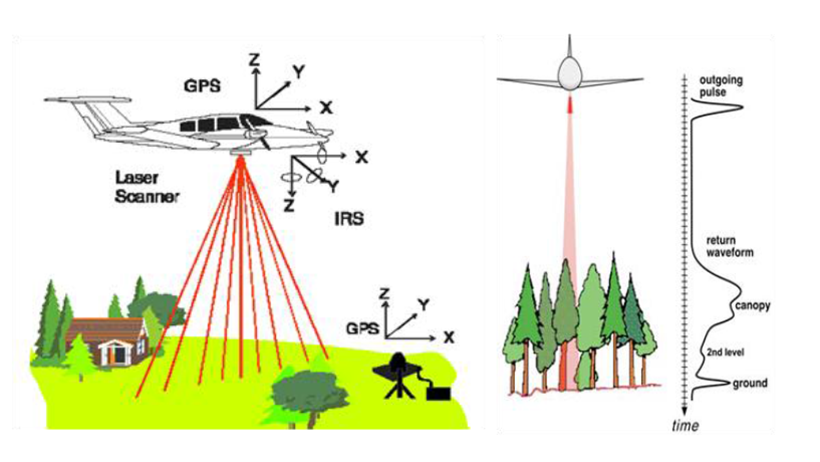 Z
Y
GPS
X
X
Laser
Scanner
Y
Z
IRS
Z
Y
GPS
X
outgoing
pulse
return
waveform
canopy
2nd level
ground
time